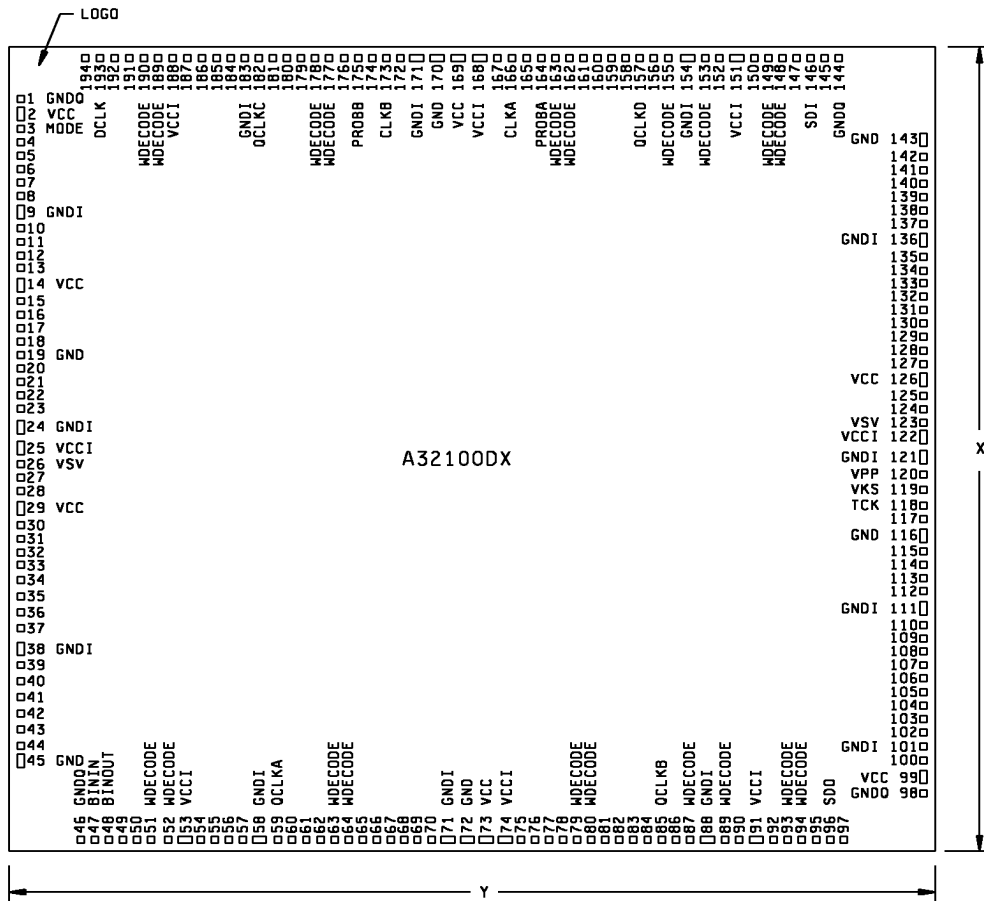 LOGO
194 193 192 191 190 189 188 187 186 185 184 183 182 181 180 179 178 177 176 175 174 173 172 171 170 169 168 167 166 165 164 163 162 161 160 159 158 157 156 155 154 153 152 151 150 149 148 147 146 145 144
DCLK WDECODE WDECODE VCCI GNDI QCLKC WDECODE WDECODE PROBB CLKB GNDI GND VCC VCCI CLKA PROBA WDECODE WDECODE QCLKD WDECODE GNDI WDECODE VCCI WDECODE WDECODE SDI GNDQ
1 GNDQ
2 VCC
3 MODE
4
5
6
7
8
9 GNDI
10
11
12
13
14 VCC
15
16
17
18
19 GND
20
21
22
23
24 GNDI
25 VCCI
26 VSV
27
28
29 VCC
30
31
32
33
34
35
36
37
38 GNDI
39
40
41
42
43
44
45 GND
A32100DX
GND 143
142
141
140
139
138
137
GNDI 136
135
134
133
132
131
130
129
128
127
VCC 126
125
124
VSV 123
VCCI 122
GNDI 121
VPP 120
VKS 119
TCK 118
117
GND 116
115
114
113
112
GNDI 111
110
109
108
107
106
105
104
103
102
GNDI 101
100
VCC 99
GNDQ 98
X
46 GNDQ
47 BININ
48 BINOUT
49
50
51 WDECODE
52 WDECODE
53 VCCI
54
55
56
57
58 GNDI
59 QCLKA
60
61
62
63 WDECODE
64 WDECODE
65
66
67
68
69
70
71 GNDI
72 GND
73 VCC
74 VCCI
75
76
77
78
79 WDECODE
80 WDECODE
81
82
83
84
85 QCLKB
86
87 WDECODE
88 GNDI
89 WDECODE
90
91 VCCI
92
93 WDECODE
94 WDECODE
95
96 SDO
97
Y